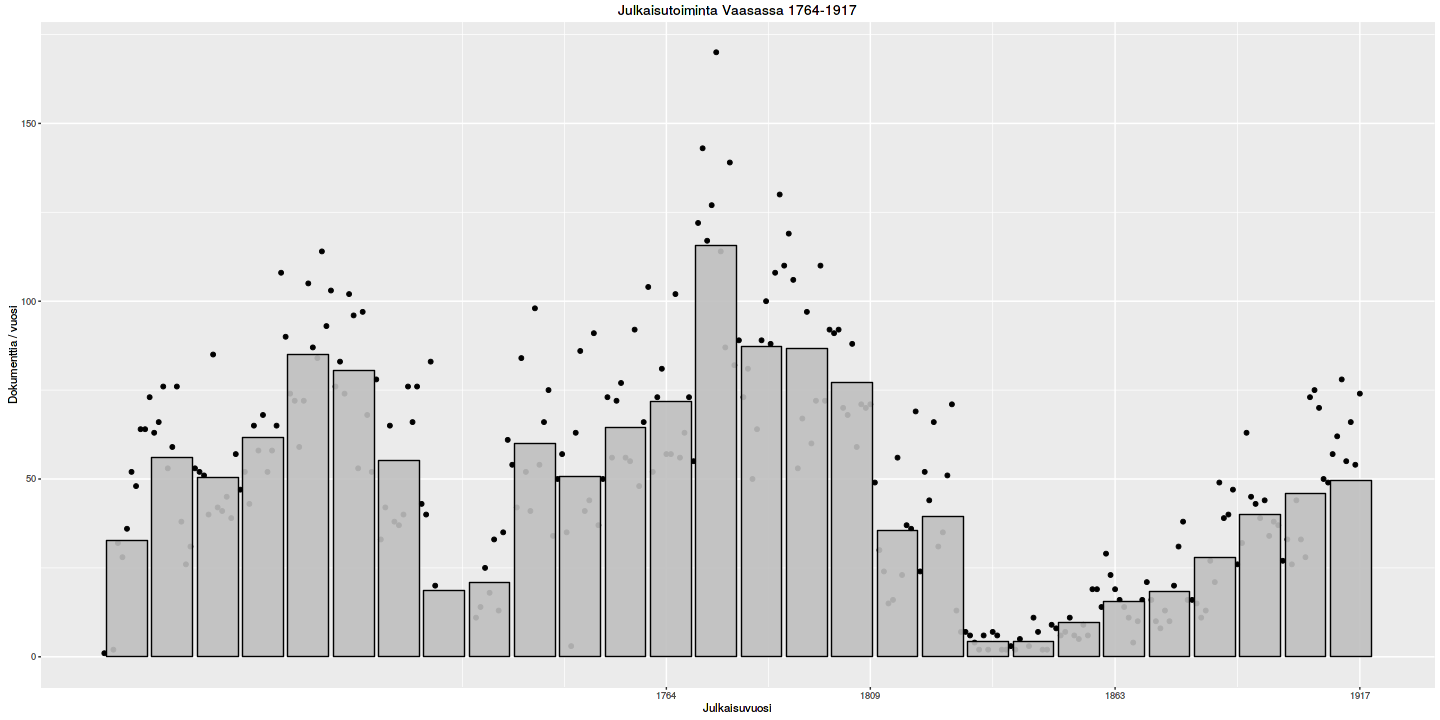 Julkaisutoiminta Vaasassa 1764-1917
Dokumenttia / vuosi
150
100
50
0
1764 1809 1863 1917
Julkaisuvuosi